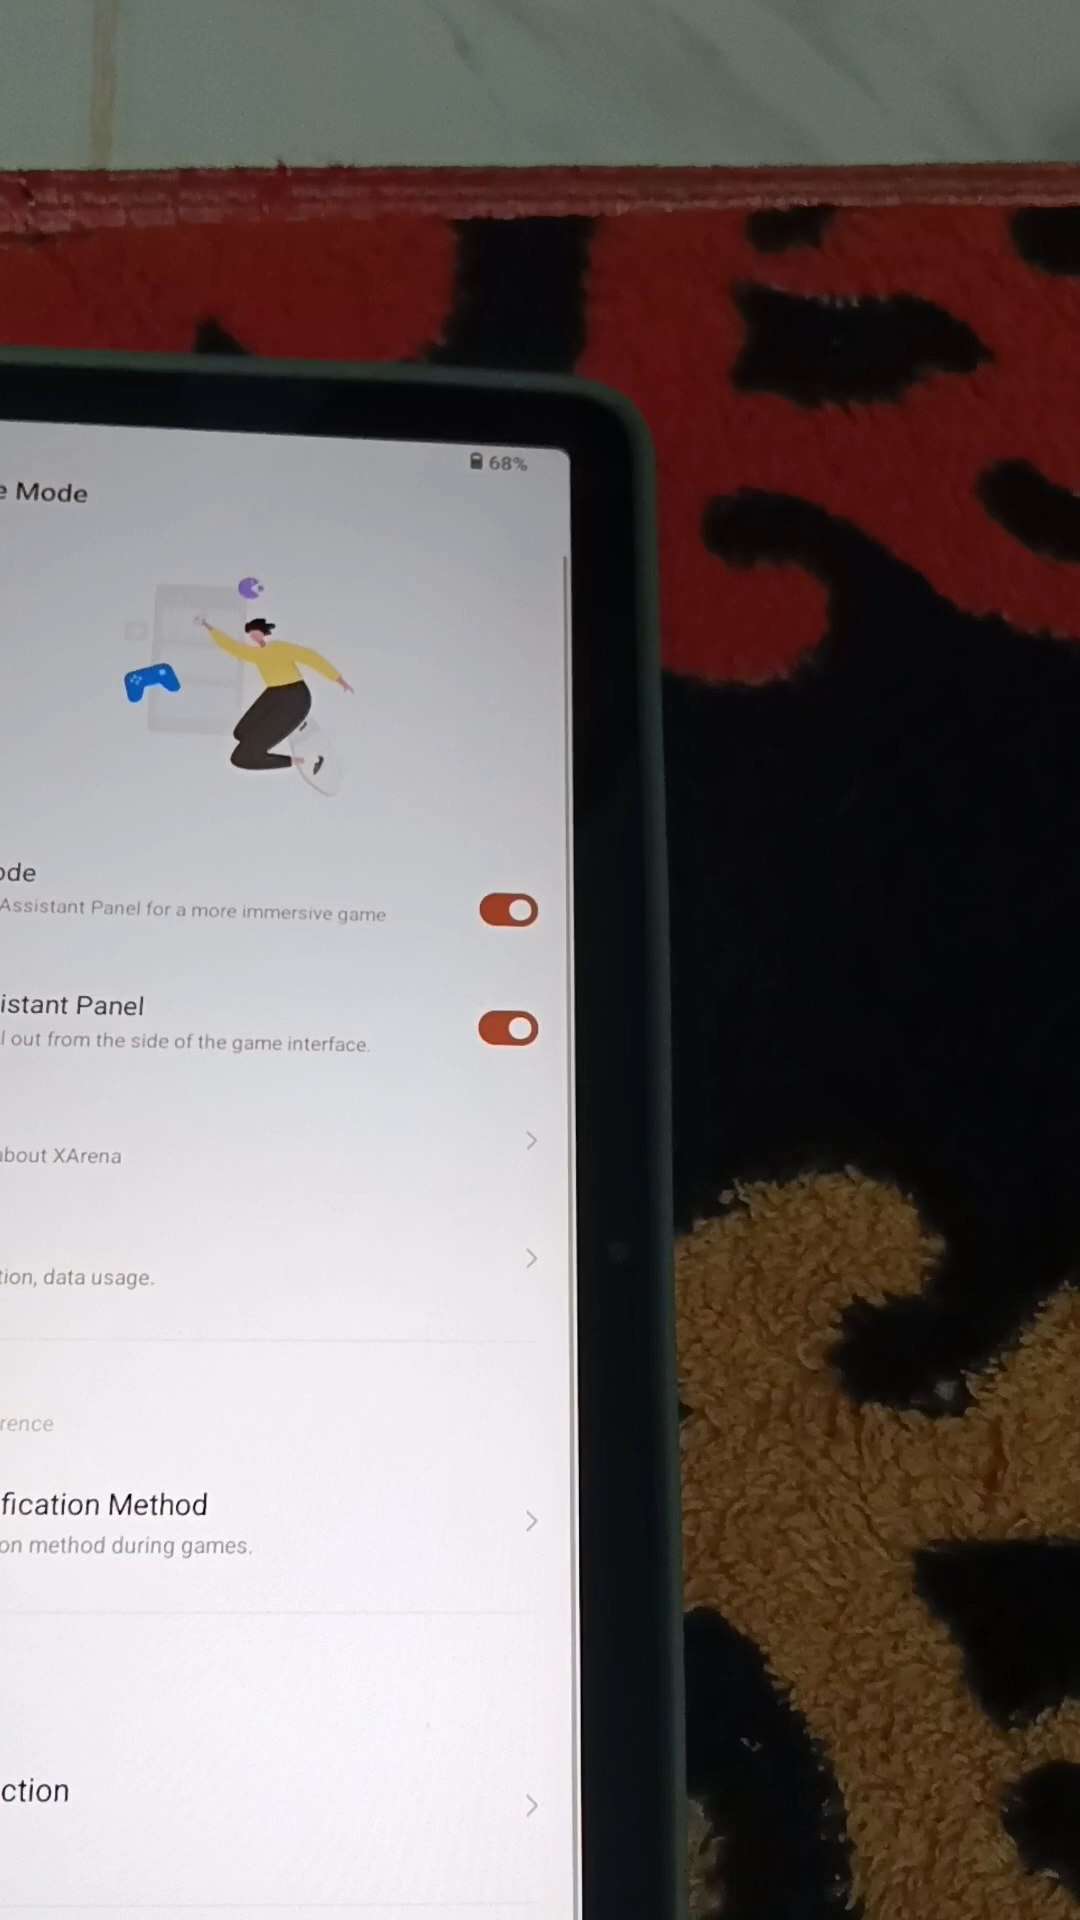 68%
e Mode
ode
Assistant Panel for a more immersive game
istant Panel
l out from the side of the game interface.
about XArena
tion, data usage.
rence
fication Method
on method during games.
ction